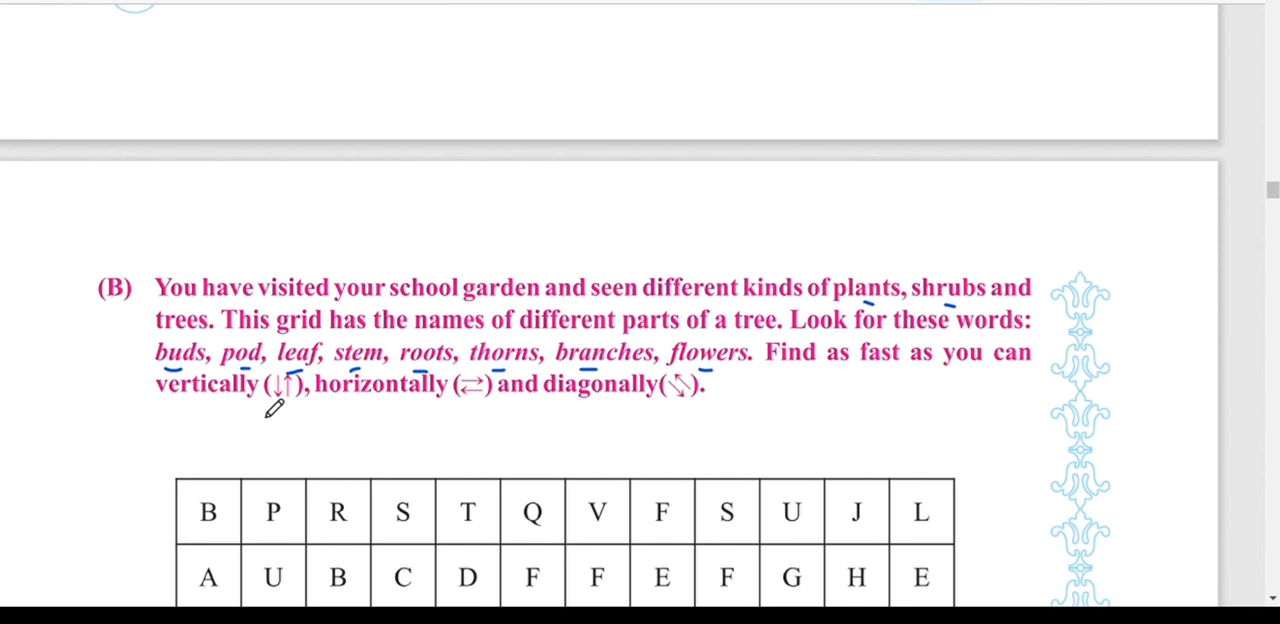 (B) You have visited your school garden and seen different kinds of plants, shrubs and
trees. This grid has the names of different parts of a tree. Look for these words:
buds, pod, leaf, stem, roots, thorns, branches, flowers. Find as fast as you can
vertically (↓↑), horizontally (⇄) and diagonally(⤡).
B P R S T Q V F S U J L
A U B C D F F E F G H E